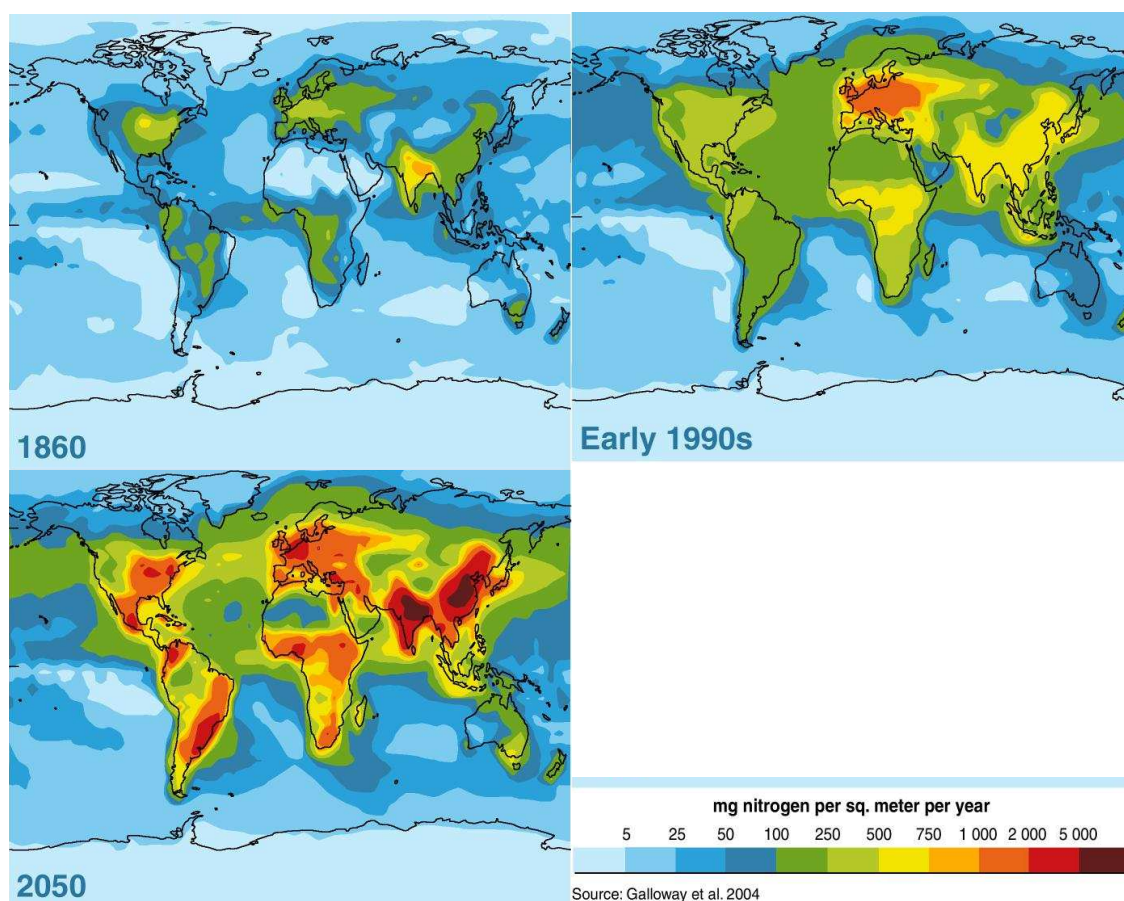 1860
Early 1990s
2050
mg nitrogen per sq. meter per year
5 25 50 100 250 500 750 1 000 2 000 5 000
Source: Galloway et al. 2004